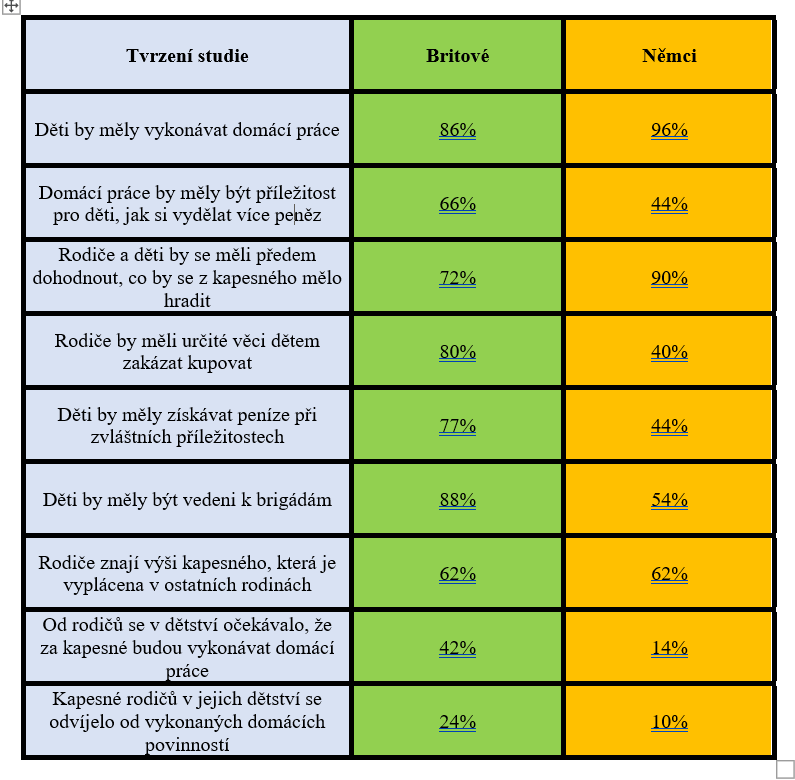 Tvrzení studie Britové Němci
Děti by měly vykonávat domácí práce 86% 96%
Domácí práce by měly být příležitost
pro děti, jak si vydělat více peněz 66% 44%
Rodiče a děti by se měli předem
dohodnout, co by se z kapesného mělo 72% 90%
hradit
Rodiče by měli určité věci dětem
zakázat kupovat 80% 40%
Děti by měly získávat peníze při
zvláštních příležitostech 77% 44%
Děti by měly být vedeni k brigádám 88% 54%
Rodiče znají výši kapesného, která je
vyplácena v ostatních rodinách 62% 62%
Od rodičů se v dětství očekávalo, že
za kapesné budou vykonávat domácí 42% 14%
práce
Kapesné rodičů v jejich dětství se
odvíjelo od vykonaných domácích 24% 10%
povinností